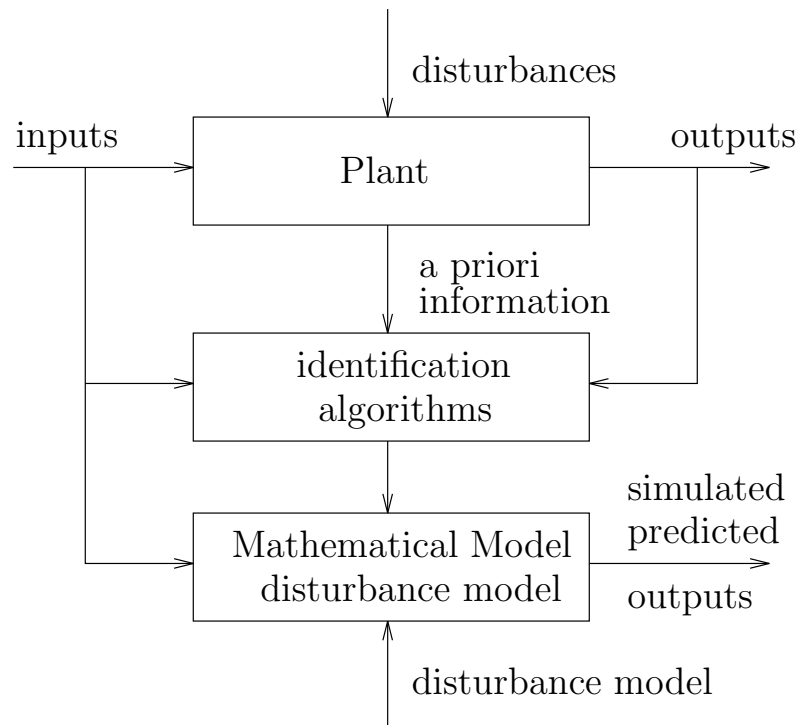 disturbances
inputs
outputs
Plant
a priori
information
identification
algorithms
simulated
predicted
Mathematical Model
disturbance model
outputs
disturbance model